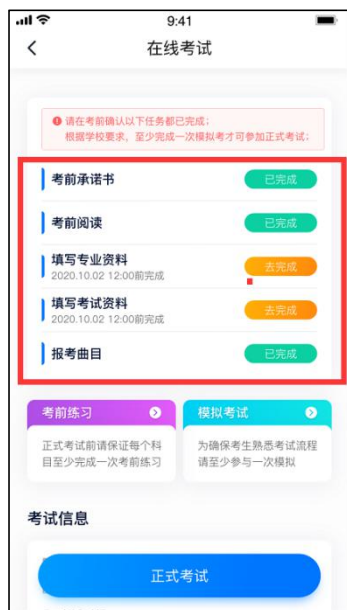 9:41
在线考试
请在考前确认以下任务都已完成；
根据学校要求，至少完成一次模拟考才可参加正式考试；
考前承诺书 已完成
考前阅读 已完成
填写专业资料 去完成
2020.10.02 12:00前完成
填写考试资料 去完成
2020.10.02 12:00前完成
报考曲目 已完成
考前练习 模拟考试
正式考试前请保证每个科 为确保考生熟悉考试流程
目至少完成一次考前练习 请至少参与一次模拟
考试信息
正式考试